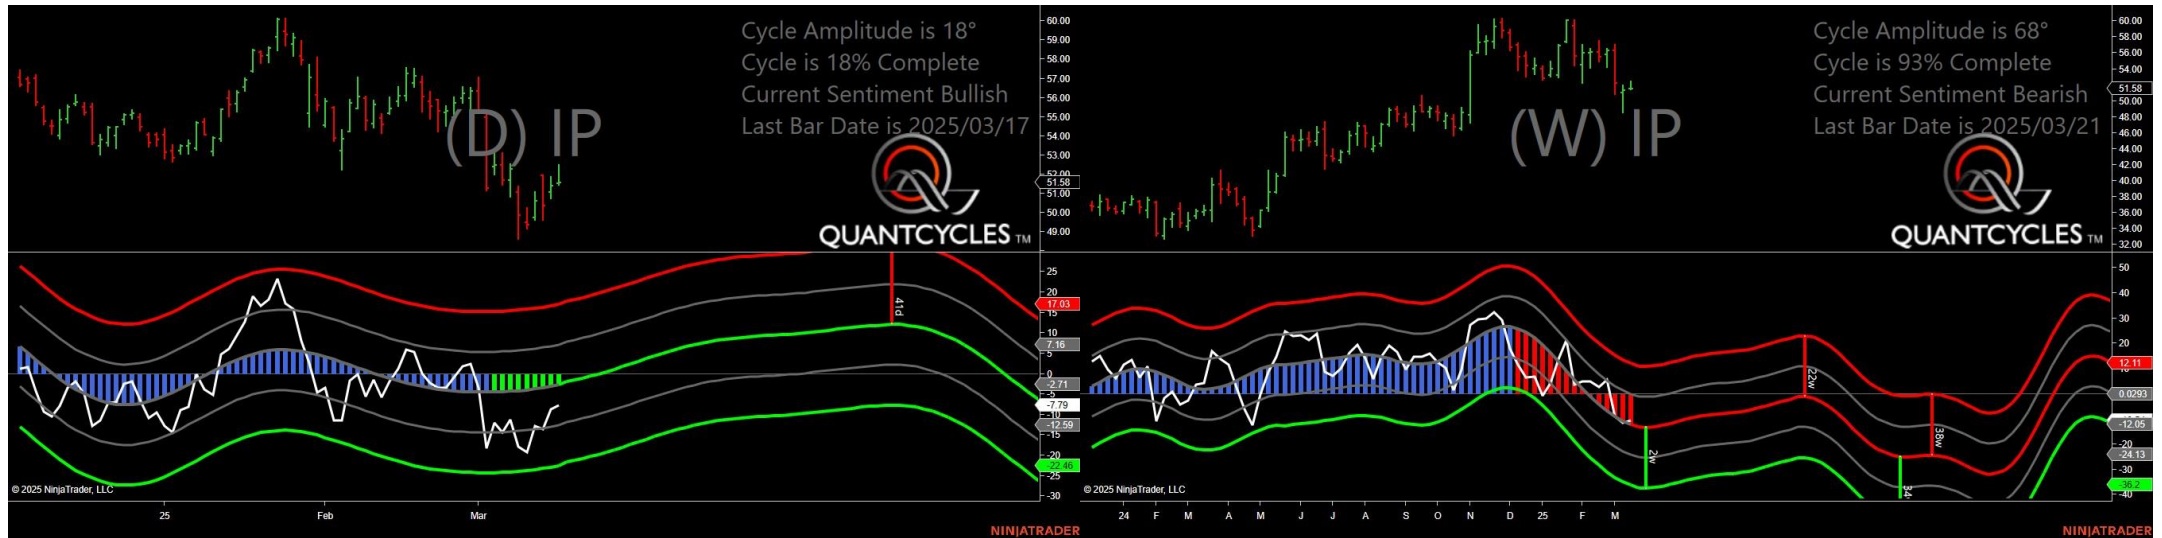 Cycle Amplitude is 18°
Cycle is 18% Complete
Current Sentiment Bullish
Last Bar Date is 2025/03/17
(D) IP
QUANTCYCLES TM
60.00
59.00
58.00
57.00
56.00
55.00
54.00
53.00
52.00
51.58
51.00
50.00
49.00
41d
25
20
17.03
15
10
7.16
5
0
-2.71
-5
-7.79
-10
-12.59
-15
-20
-22.46
-25
-30
© 2025 NinjaTrader, LLC
25 Feb Mar
NINJATRADER
Cycle Amplitude is 68°
Cycle is 93% Complete
Current Sentiment Bearish
Last Bar Date is 2025/03/21
(W) IP
QUANTCYCLES TM
60.00
58.00
56.00
54.00
51.58
50.00
48.00
46.00
44.00
42.00
40.00
38.00
36.00
34.00
32.00
2w
22w
38w
34
50
40
30
20
12.11
0.0293
-12.05
-20
-24.13
-30
-36.2
-40
© 2025 NinjaTrader, LLC
24 F M A M J J A S O N D 25 F M
NINJATRADER